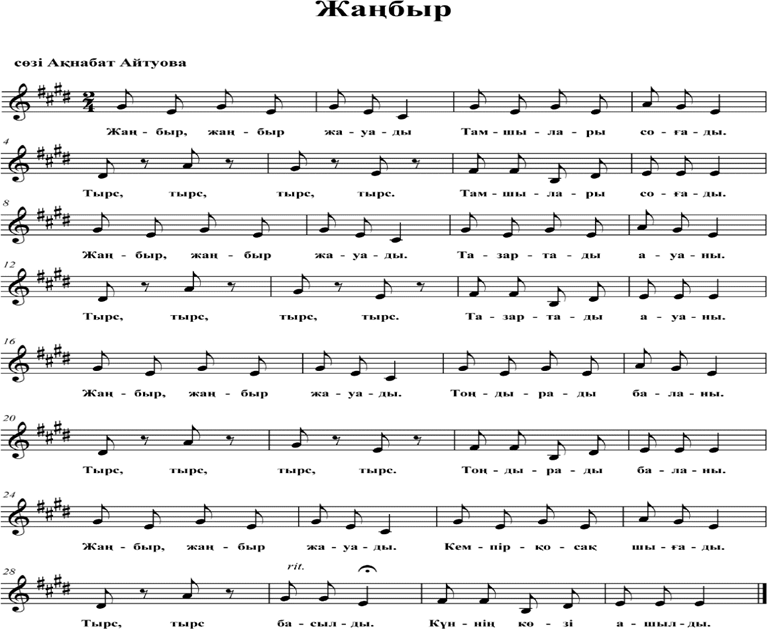 Жаңбыр
сөзі Ақнабат Айтуова
2
4
Жаң - быр, жаң - быр жа - уа - ды Там - шы - ла - ры со - ға - ды.
4
Тырс, тырс, тырс, тырс. Там - шы - ла - ры со - ға - ды.
8
Жаң - быр, жаң - быр жа - уа - ды. Та - зар - та - ды а - уа - ны.
12
Тырс, тырс, тырс, тырс. Та - зар - та - ды а - уа - ны.
16
Жаң - быр, жаң - быр жа - уа - ды. Тоң - ды - ра - ды ба - ла - ны.
20
Тырс, тырс, тырс, тырс. Тоң - ды - ра - ды ба - ла - ны.
24
Жаң - быр, жаң - быр жа - уа - ды. Кем - пір - қо - сақ шы - ға - ды.
28
rit.
Тырс, тырс ба - сыл - ды. Күн - нің кө - зі а - шыл - ды.